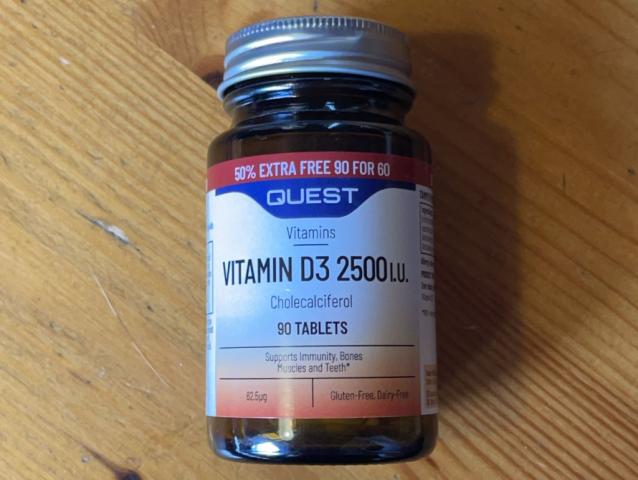 50% EXTRA FREE 90 FOR 60
QUEST
Vitamins
VITAMIN D3 2500 I.U.
Cholecalciferol
90 TABLETS
Supports Immunity, Bones
Muscles and Teeth*
62.5µg
Gluten-Free, Dairy-Free